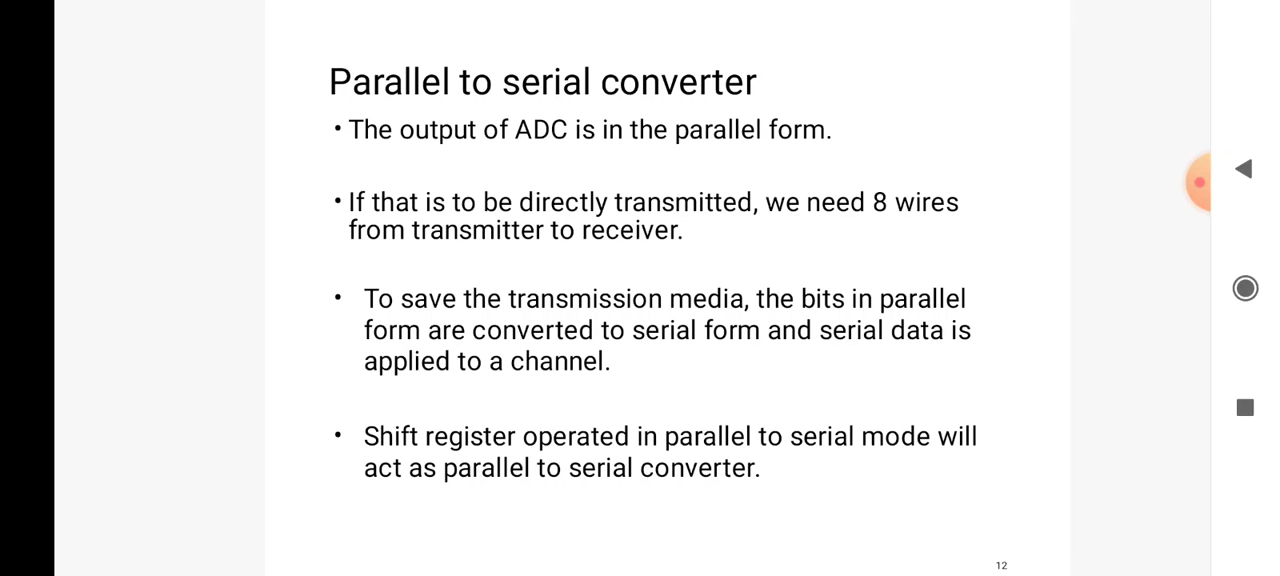 Parallel to serial converter
• The output of ADC is in the parallel form.
• If that is to be directly transmitted, we need 8 wires
from transmitter to receiver.
• To save the transmission media, the bits in parallel
form are converted to serial form and serial data is
applied to a channel.
• Shift register operated in parallel to serial mode will
act as parallel to serial converter.
12